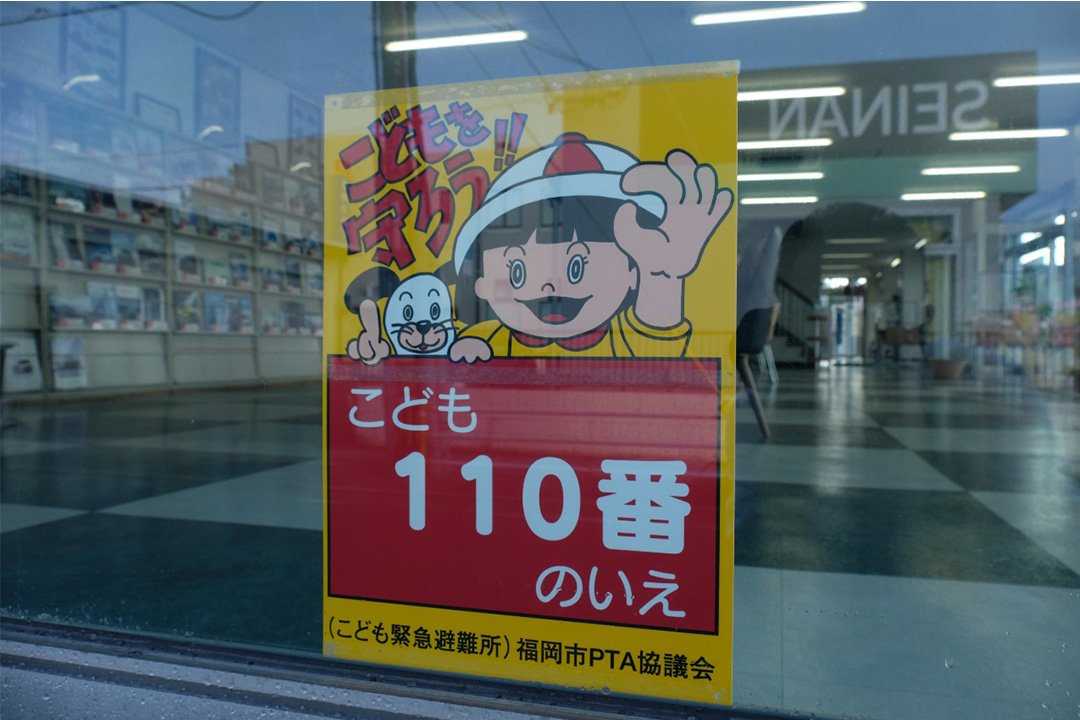 こどもを
守ろう!!
SEINAN
こども
110番
のいえ
(こども緊急避難所)福岡市PTA協議会